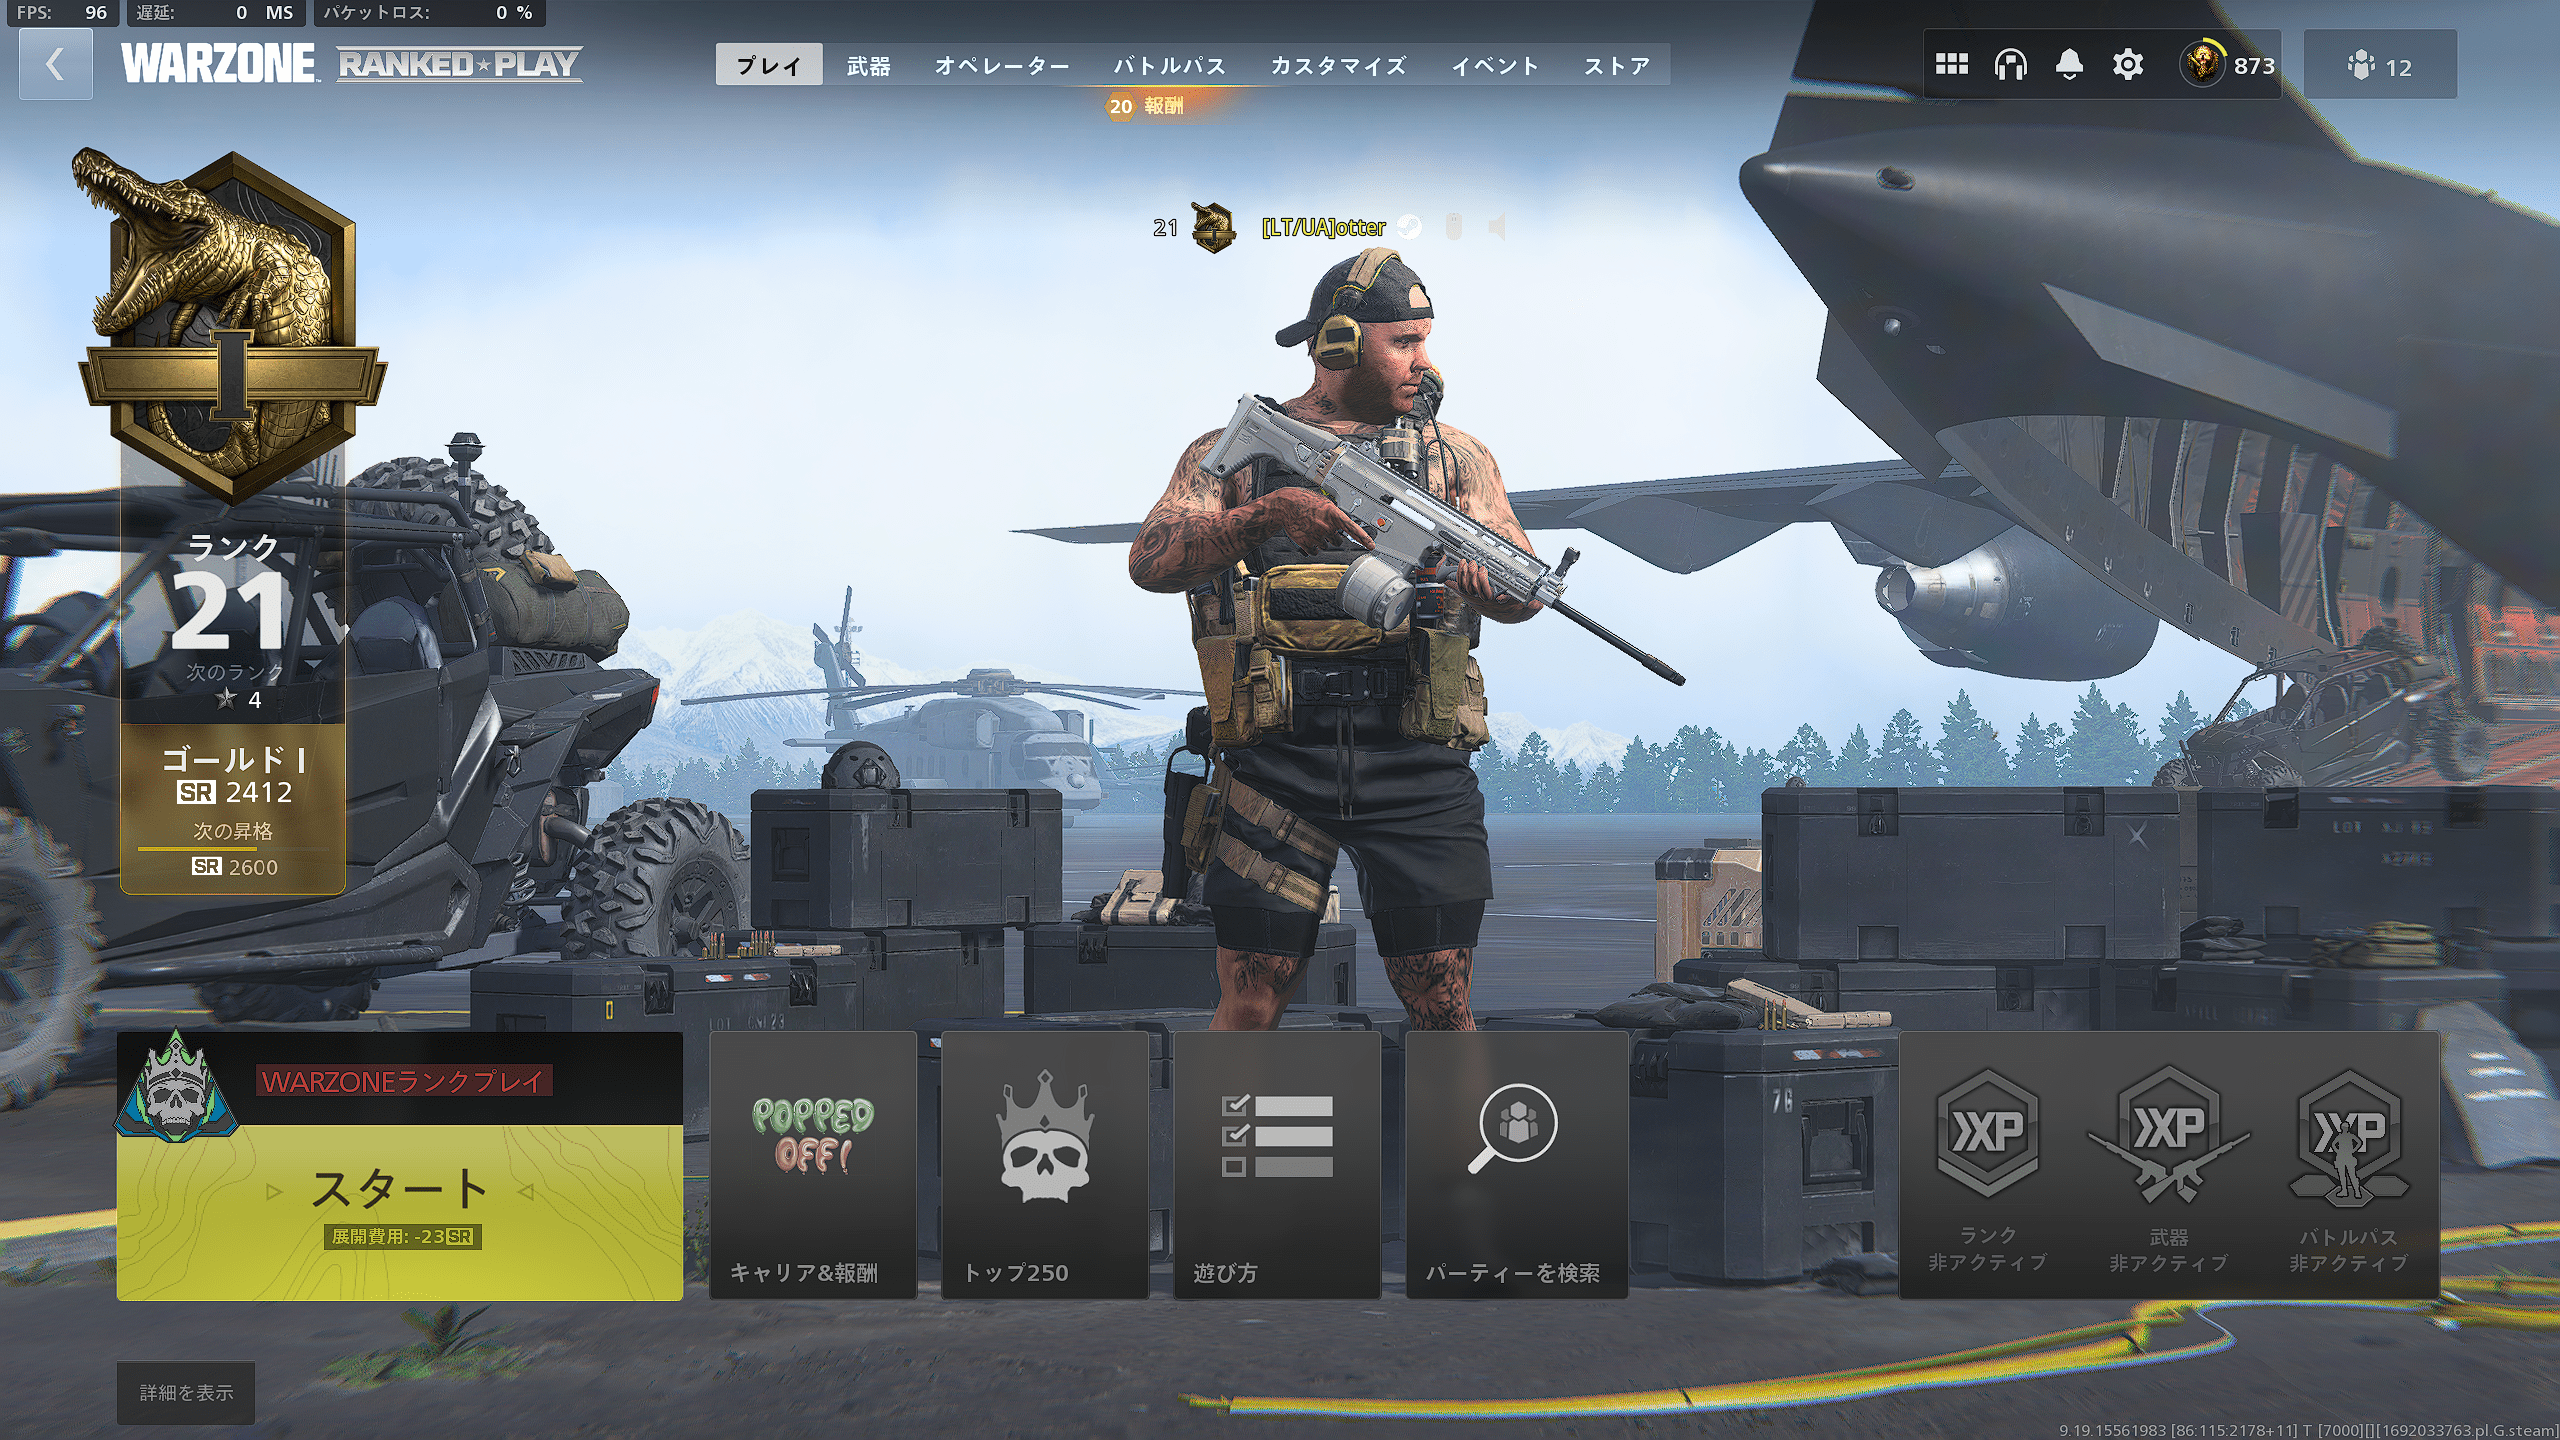 FPS: 96 遅延: 0 MS パケットロス: 0 %
WARZONE RANKED PLAY
プレイ 武器 オペレーター バトルパス カスタマイズ イベント ストア
873 12
20 報酬
21 I [LT/UA]otter
I
ランク
21
次のランク
4
ゴールド I
SR 2412
次の昇格
SR 2600
WARZONEランクプレイ
スタート
展開費用: -23SR
POPPED
OFF!
キャリア&報酬
トップ250
遊び方
パーティーを検索
XP XP XP
ランク
非アクティブ
武器
非アクティブ
バトルパス
非アクティブ
76
詳細を表示
9.19.15561983 [86:115:2178+11] T [7000][][1692033763.pl.G.steam]